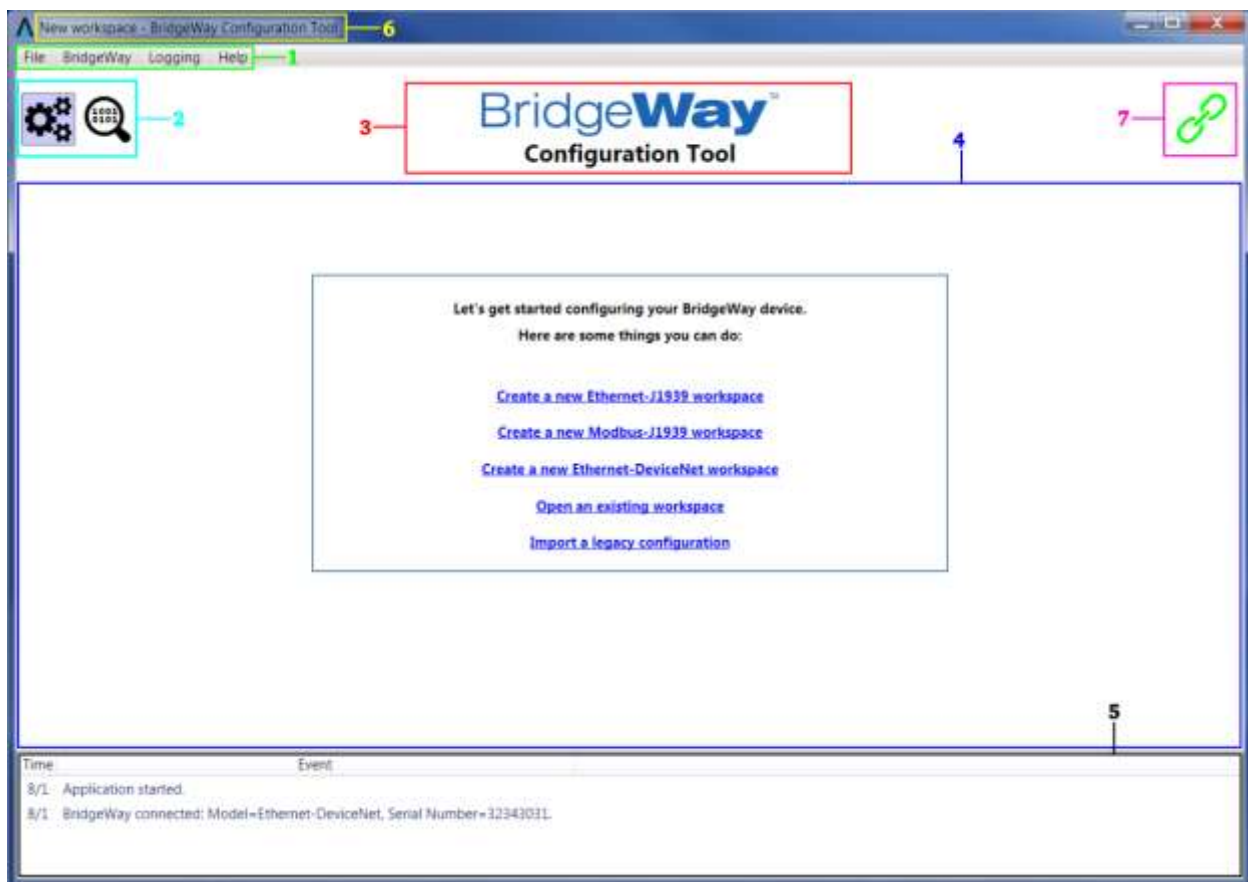 New workspace - BridgeWay Configuration Tool 6
File BridgeWay Logging Help 1
1001
0101
2
3
BridgeWay™
Configuration Tool
7
4
Let's get started configuring your BridgeWay device.
Here are some things you can do:
Create a new Ethernet-J1939 workspace
Create a new Modbus-J1939 workspace
Create a new Ethernet-DeviceNet workspace
Open an existing workspace
Import a legacy configuration
5
Time Event
8/1 Application started.
8/1 BridgeWay connected: Model=Ethernet-DeviceNet, Serial Number=32343031.